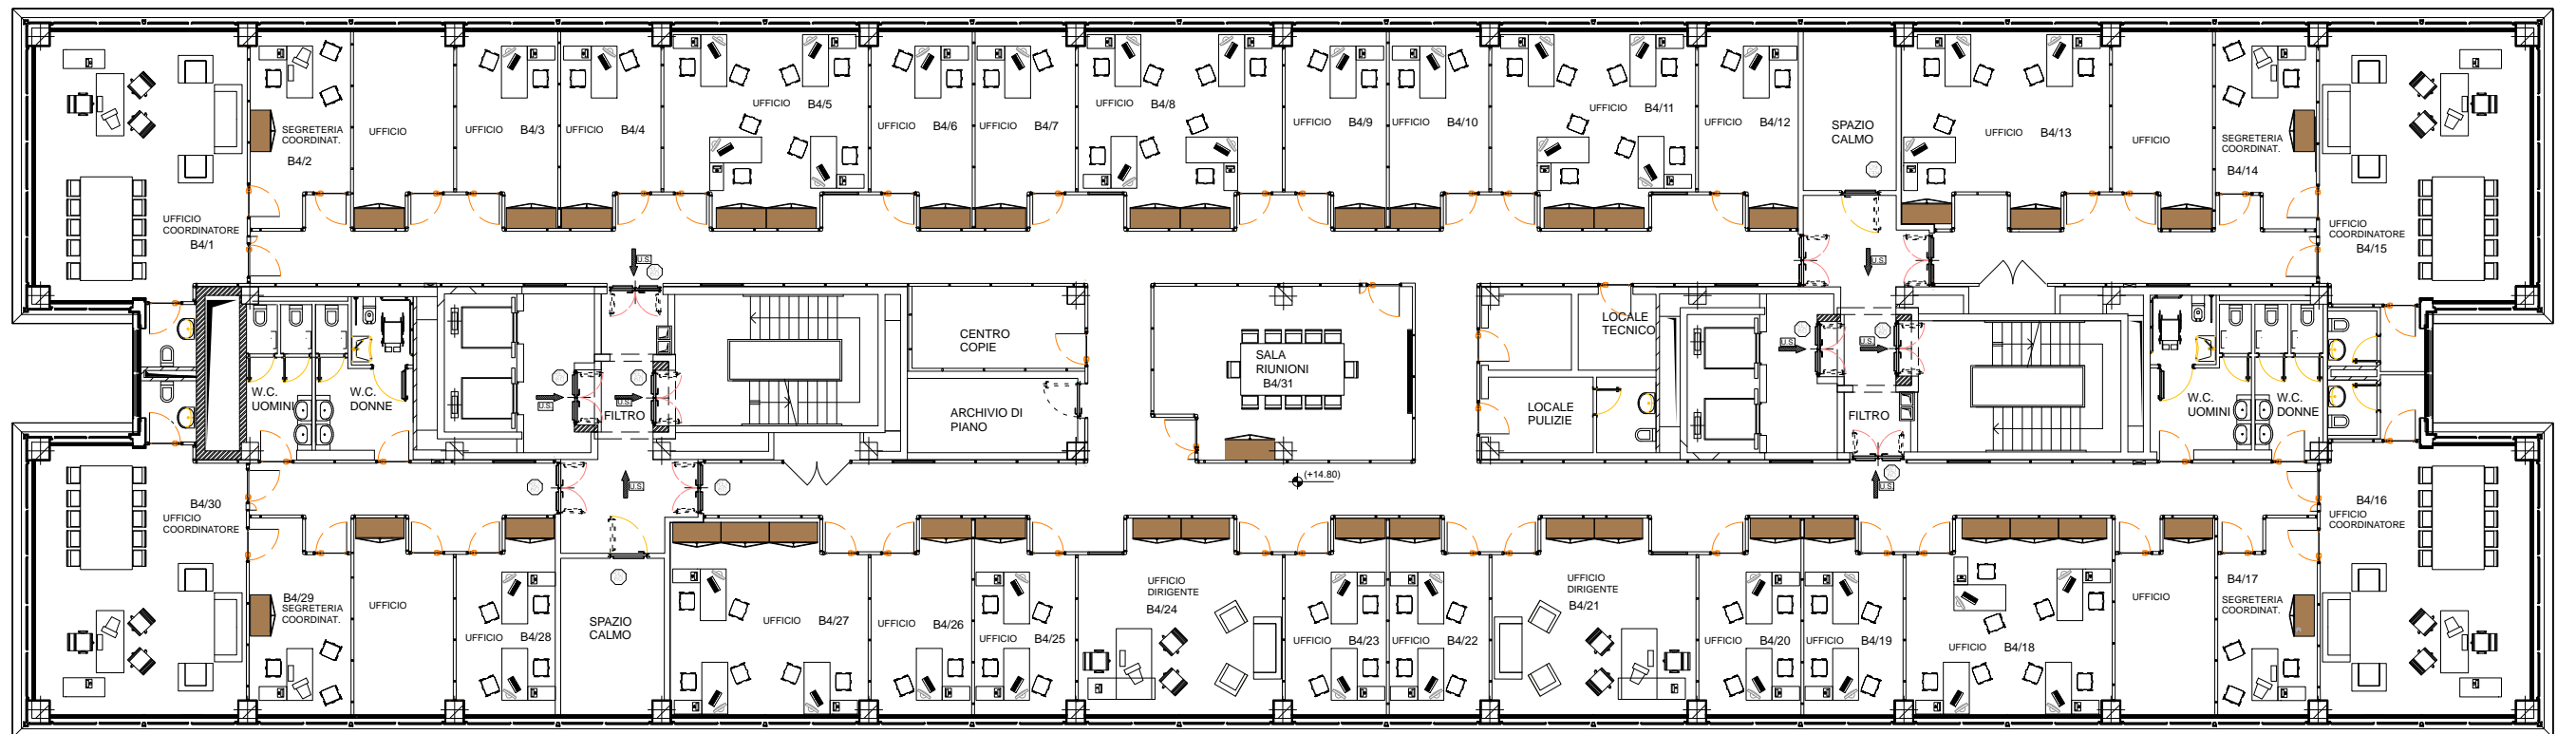 UFFICIO
COORDINATORE
B4/1
SEGRETERIA
COORDINAT.
B4/2
UFFICIO
UFFICIO B4/3
UFFICIO B4/4
UFFICIO B4/5
UFFICIO B4/6
UFFICIO B4/7
UFFICIO B4/8
UFFICIO B4/9
UFFICIO B4/10
UFFICIO B4/11
UFFICIO B4/12
SPAZIO
CALMO
UFFICIO B4/13
UFFICIO
SEGRETERIA
COORDINAT.
B4/14
UFFICIO
COORDINATORE
B4/15
U.S.
U.S.
W.C.
UOMINI
W.C.
DONNE
U.S.
U.S.
FILTRO
CENTRO
COPIE
ARCHIVIO DI
PIANO
SALA
RIUNIONI
B4/31
LOCALE
TECNICO
LOCALE
PULIZIE
U.S.
U.S.
FILTRO
W.C.
UOMINI
W.C.
DONNE
U.S.
U.S.
(+14.80)
B4/30
UFFICIO
COORDINATORE
B4/29
SEGRETERIA
COORDINAT.
UFFICIO
UFFICIO B4/28
SPAZIO
CALMO
UFFICIO B4/27
UFFICIO B4/26
UFFICIO B4/25
UFFICIO
DIRIGENTE
B4/24
UFFICIO B4/23
UFFICIO B4/22
UFFICIO
DIRIGENTE
B4/21
UFFICIO B4/20
UFFICIO B4/19
UFFICIO B4/18
UFFICIO
B4/17
SEGRETERIA
COORDINAT.
B4/16
UFFICIO
COORDINATORE